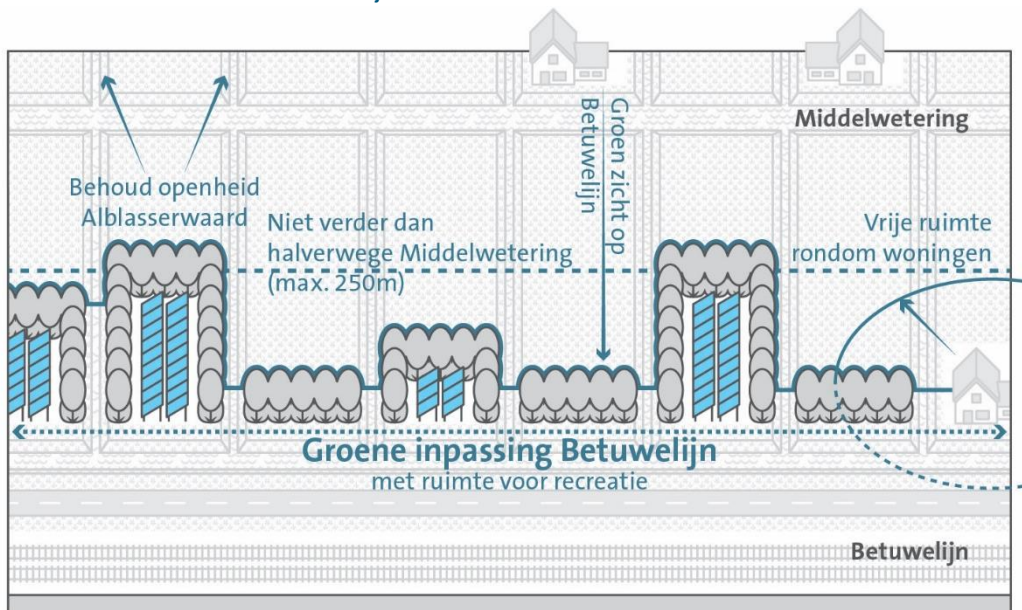 Middelwetering
Groen zicht op
Betuwelijn
Behoud openheid
Alblasserwaard
Niet verder dan
halverwege Middelwetering
(max. 250m)
Vrije ruimte
rondom woningen
Groene inpassing Betuwelijn
met ruimte voor recreatie
Betuwelijn